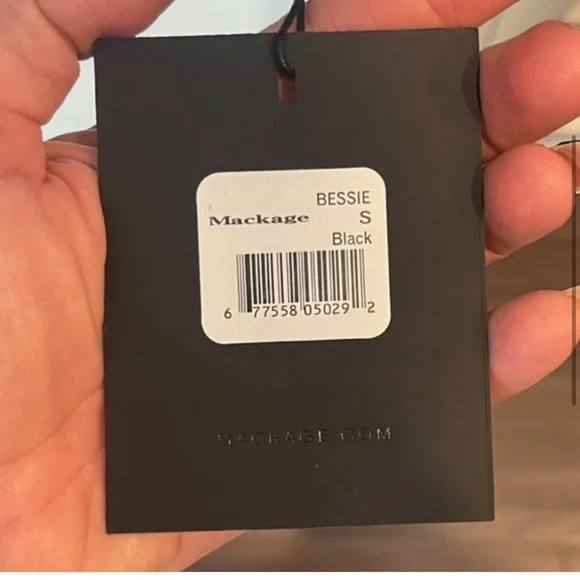 BESSIE
Mackage S
Black
6 77558 05029 2
MACKAGE.COM